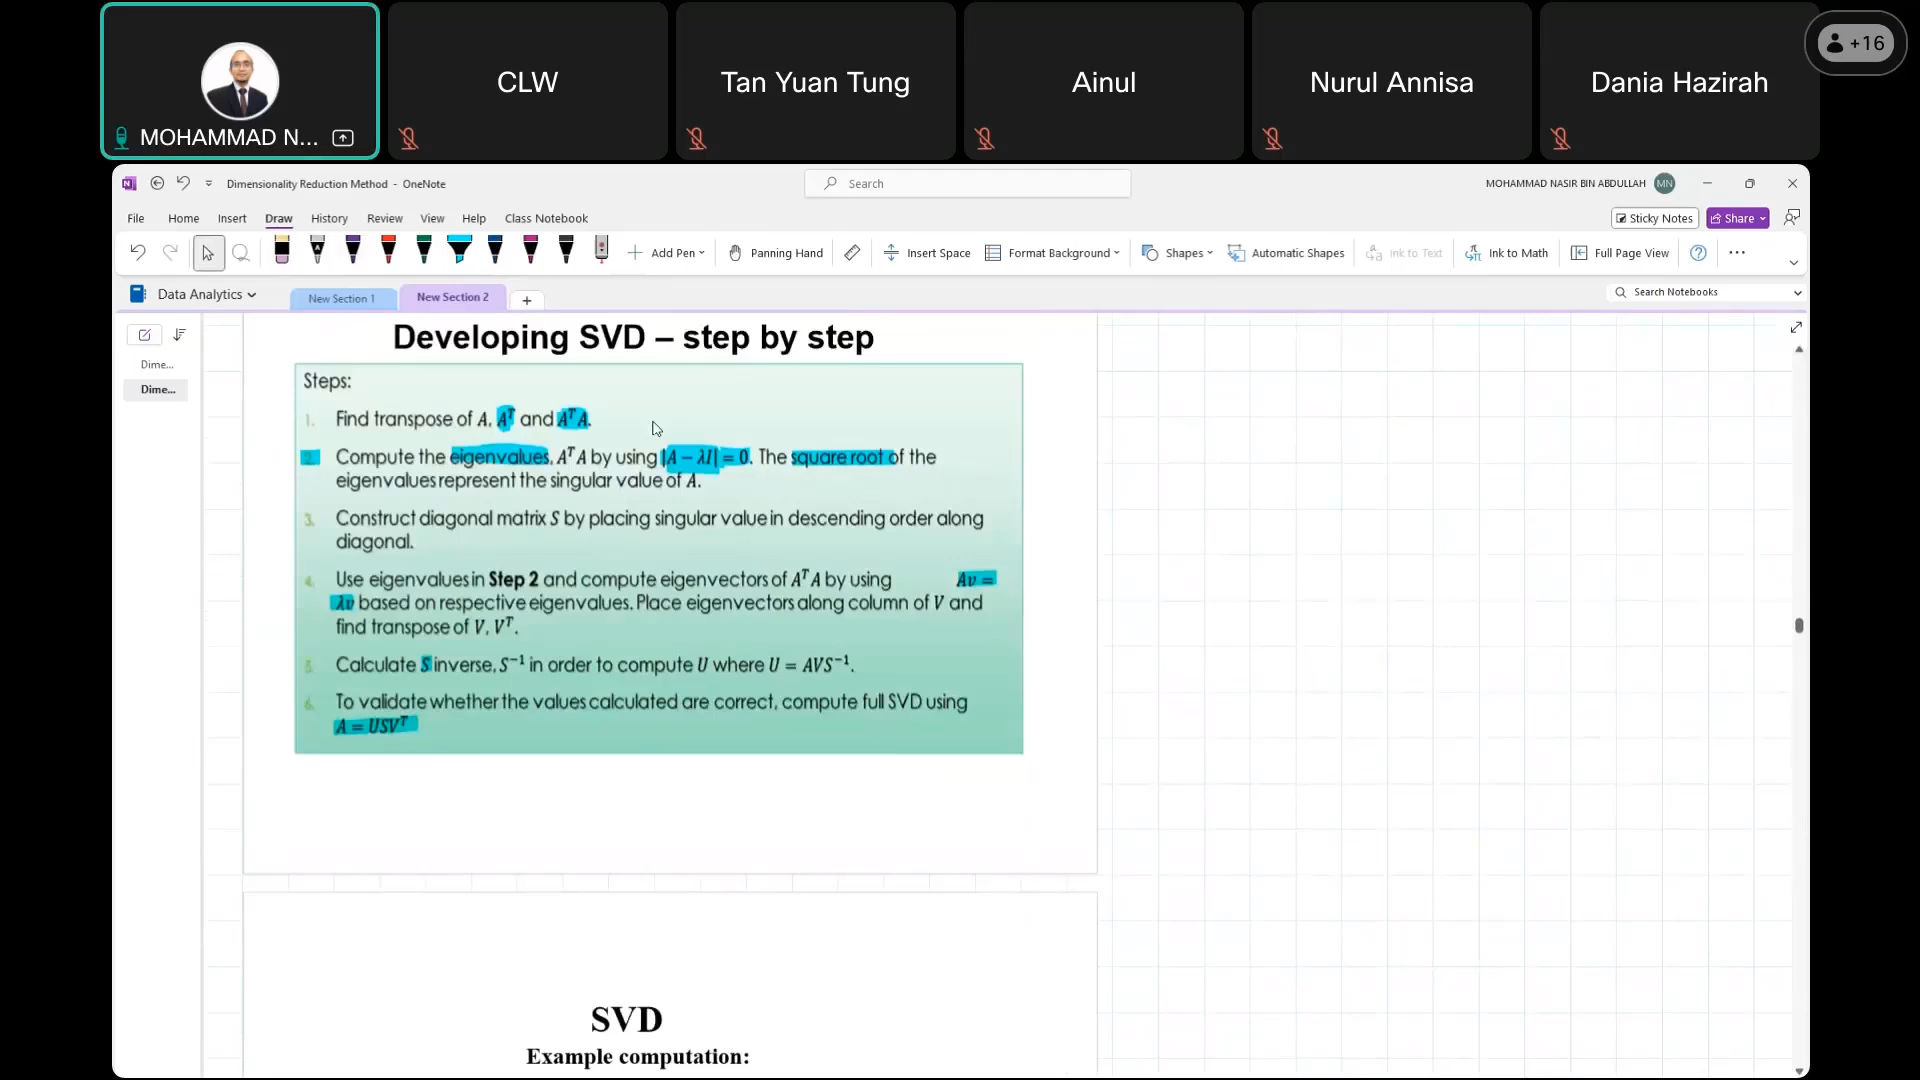 CLW
Tan Yuan Tung
Ainul
Nurul Annisa
Dania Hazirah
+16
MOHAMMAD N...
Dimensionality Reduction Method - OneNote
Search
MOHAMMAD NASIR BIN ABDULLAH
MN
File Home Insert Draw History Review View Help Class Notebook
Sticky Notes
Share
Add Pen
Panning Hand
Insert Space
Format Background
Shapes
Automatic Shapes
Ink to Text
Ink to Math
Full Page View
Data Analytics
New Section 1
New Section 2
Search Notebooks
Dime...
Dime...
Developing SVD – step by step
Steps:
1. Find transpose of A, Aᵀ and AᵀA.
2. Compute the eigenvalues, AᵀA by using |A − λI| = 0. The square root of the
eigenvalues represent the singular value of A.
3. Construct diagonal matrix S by placing singular value in descending order along
diagonal.
4. Use eigenvalues in Step 2 and compute eigenvectors of AᵀA by using Av =
λv based on respective eigenvalues. Place eigenvectors along column of V and
find transpose of V, Vᵀ.
5. Calculate S inverse, S⁻¹ in order to compute U where U = AVS⁻¹.
6. To validate whether the values calculated are correct, compute full SVD using
A = USVᵀ
SVD
Example computation: